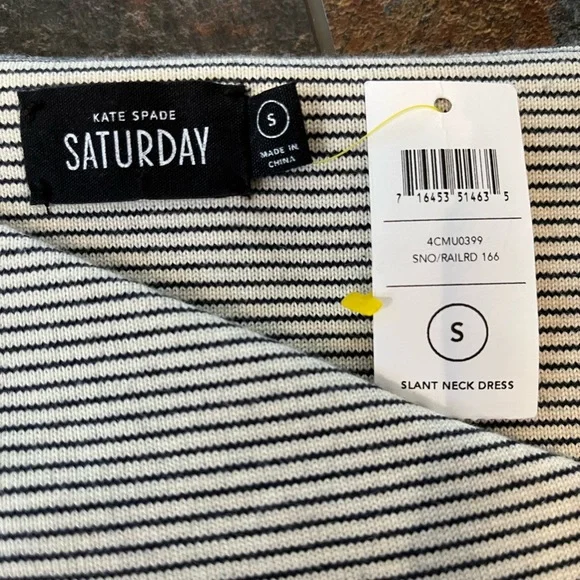 KATE SPADE
SATURDAY
S
MADE IN
CHINA
7 16453 51463 5
4CMU0399
SNO/RAILRD 166
S
SLANT NECK DRESS